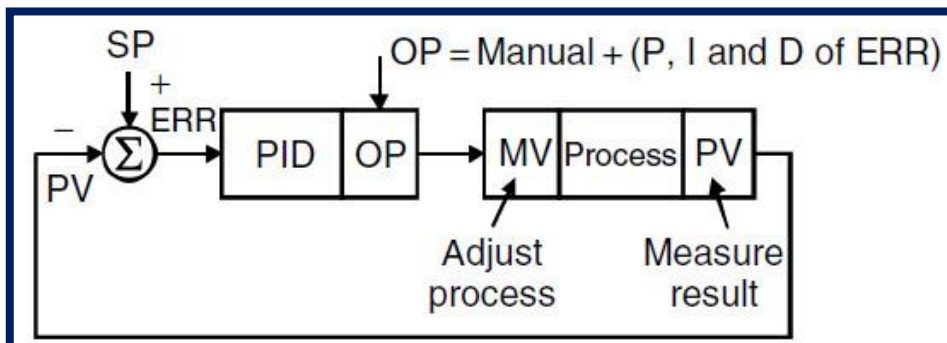 SP
OP = Manual + (P, I and D of ERR)
+
ERR
−
Σ
PV
PID
OP
MV
Process
PV
Adjust
process
Measure
result